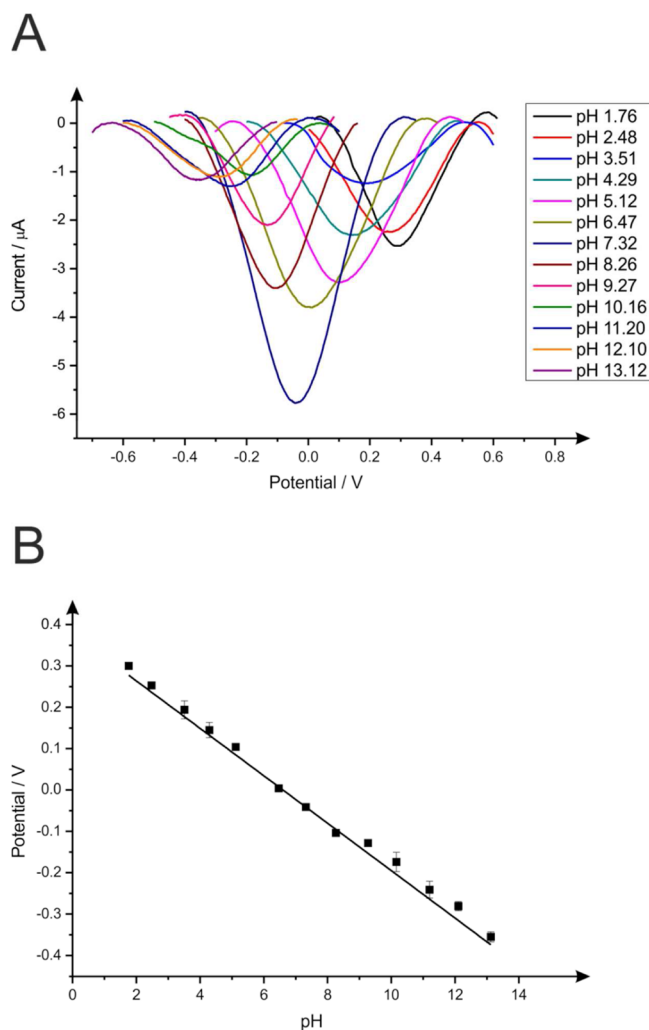 A
0
-1
-2
-3
-4
-5
-6
Current / µA
-0.6
-0.4
-0.2
0.0
0.2
0.4
0.6
0.8
Potential / V
pH 1.76
pH 2.48
pH 3.51
pH 4.29
pH 5.12
pH 6.47
pH 7.32
pH 8.26
pH 9.27
pH 10.16
pH 11.20
pH 12.10
pH 13.12
B
0.4
0.3
0.2
0.1
0.0
-0.1
-0.2
-0.3
-0.4
Potential / V
0
2
4
6
8
10
12
14
pH